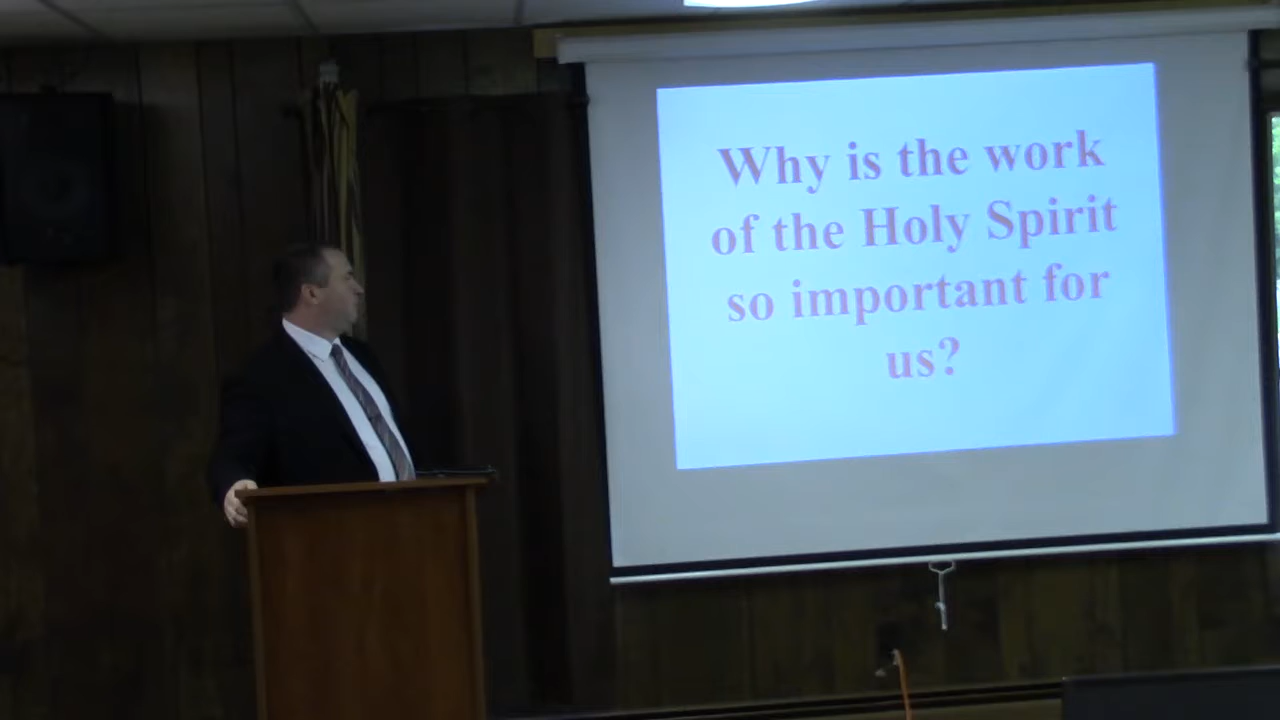 Why is the work
of the Holy Spirit
so important for
us?